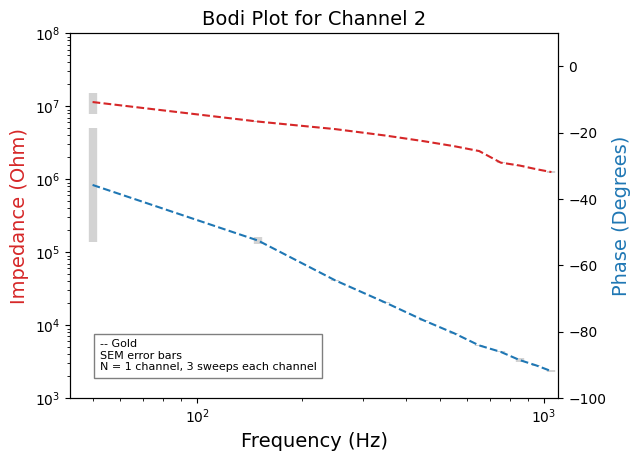 Bodi Plot for Channel 2
Impedance (Ohm)
10^8
10^7
10^6
10^5
10^4
10^3
-- Gold
SEM error bars
N = 1 channel, 3 sweeps each channel
10^2
10^3
Frequency (Hz)
0
−20
−40
−60
−80
−100
Phase (Degrees)